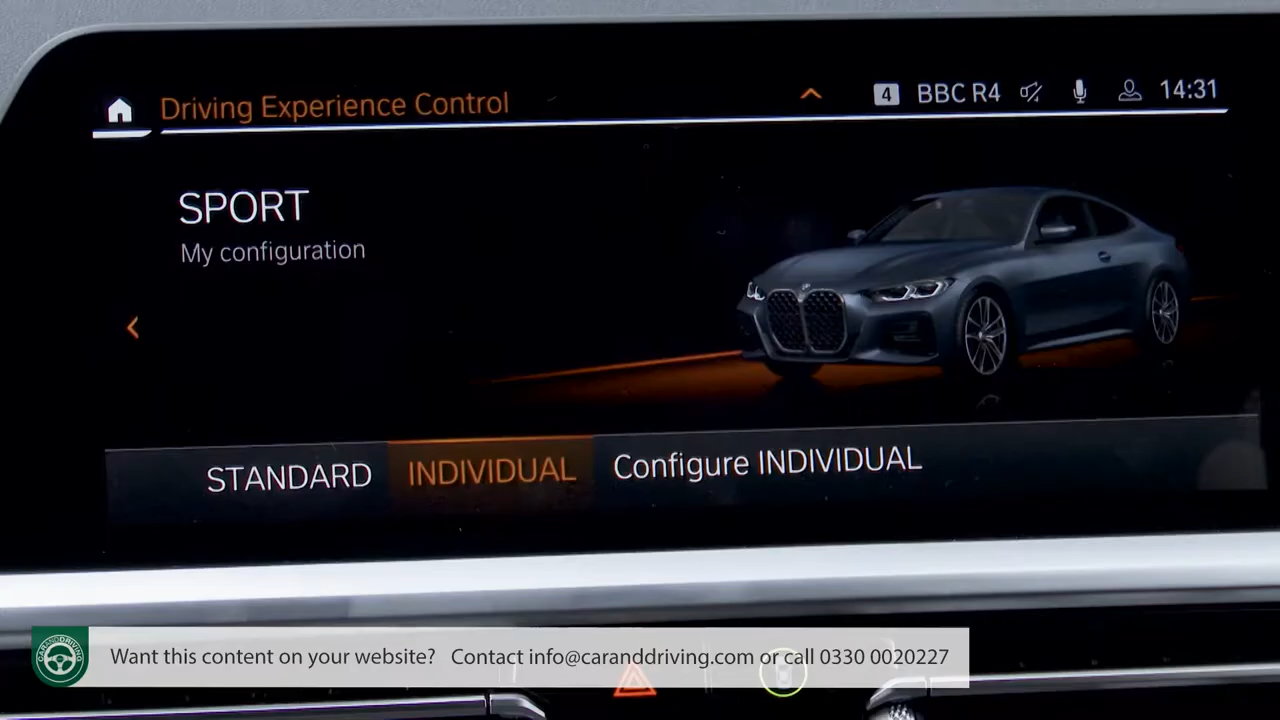 Driving Experience Control
4 BBC R4 14:31
SPORT
My configuration
STANDARD INDIVIDUAL Configure INDIVIDUAL
CARANDDRIVING
Want this content on your website? Contact info@caranddriving.com or call 0330 0020227